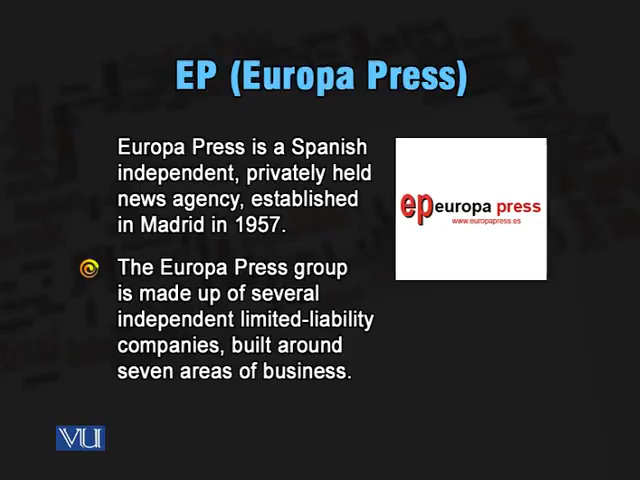 EP (Europa Press)
Europa Press is a Spanish
independent, privately held
news agency, established
in Madrid in 1957.
ep europa press
www.europapress.es
The Europa Press group
is made up of several
independent limited-liability
companies, built around
seven areas of business.
VU